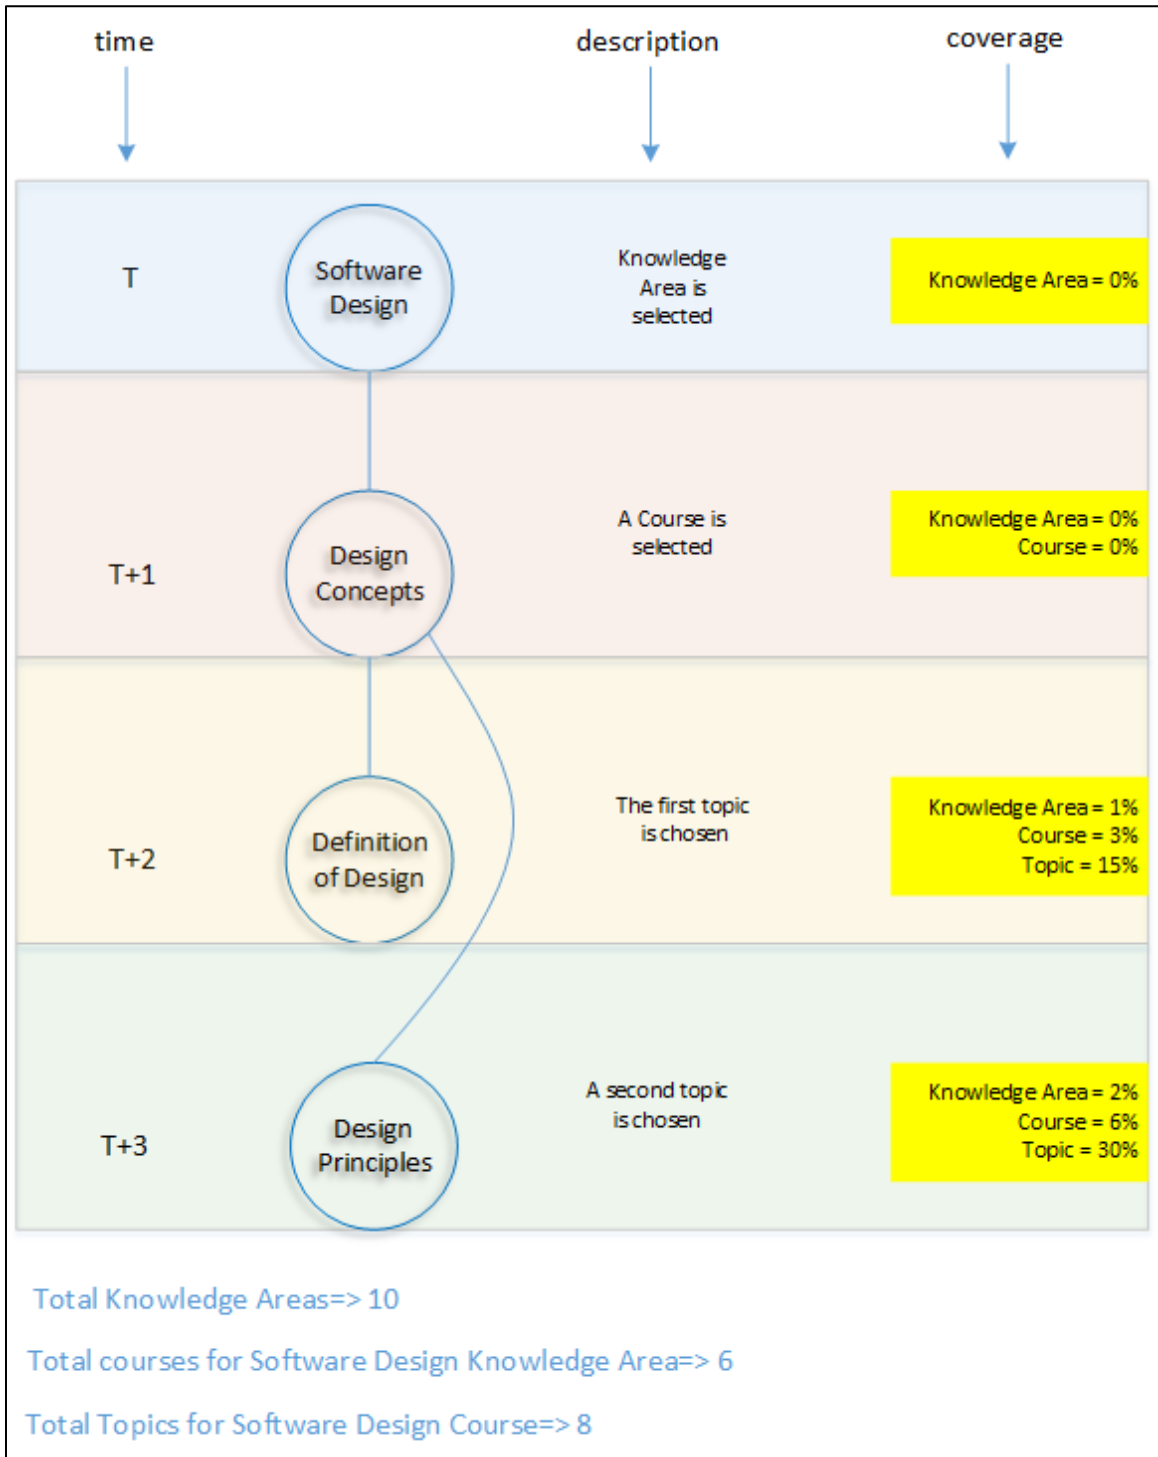 time
description
coverage
T
Software
Design
Knowledge
Area is
selected
Knowledge Area = 0%
T+1
Design
Concepts
A Course is
selected
Knowledge Area = 0%
Course = 0%
T+2
Definition
of Design
The first topic
is chosen
Knowledge Area = 1%
Course = 3%
Topic = 15%
T+3
Design
Principles
A second topic
is chosen
Knowledge Area = 2%
Course = 6%
Topic = 30%
Total Knowledge Areas=> 10
Total courses for Software Design Knowledge Area=> 6
Total Topics for Software Design Course=> 8